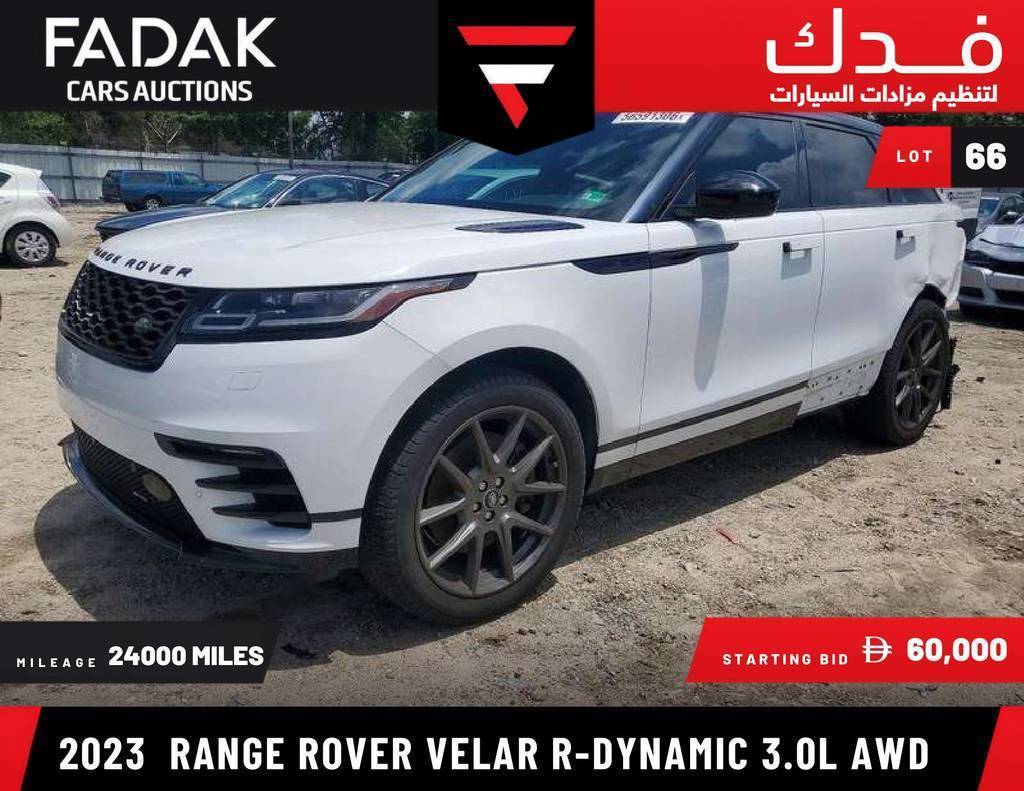 FADAK
CARS AUCTIONS
فدك
لتنظيم مزادات السيارات
LOT 66
RANGE ROVER
MILEAGE 24000 MILES
STARTING BID 60,000
2023 RANGE ROVER VELAR R-DYNAMIC 3.0L AWD